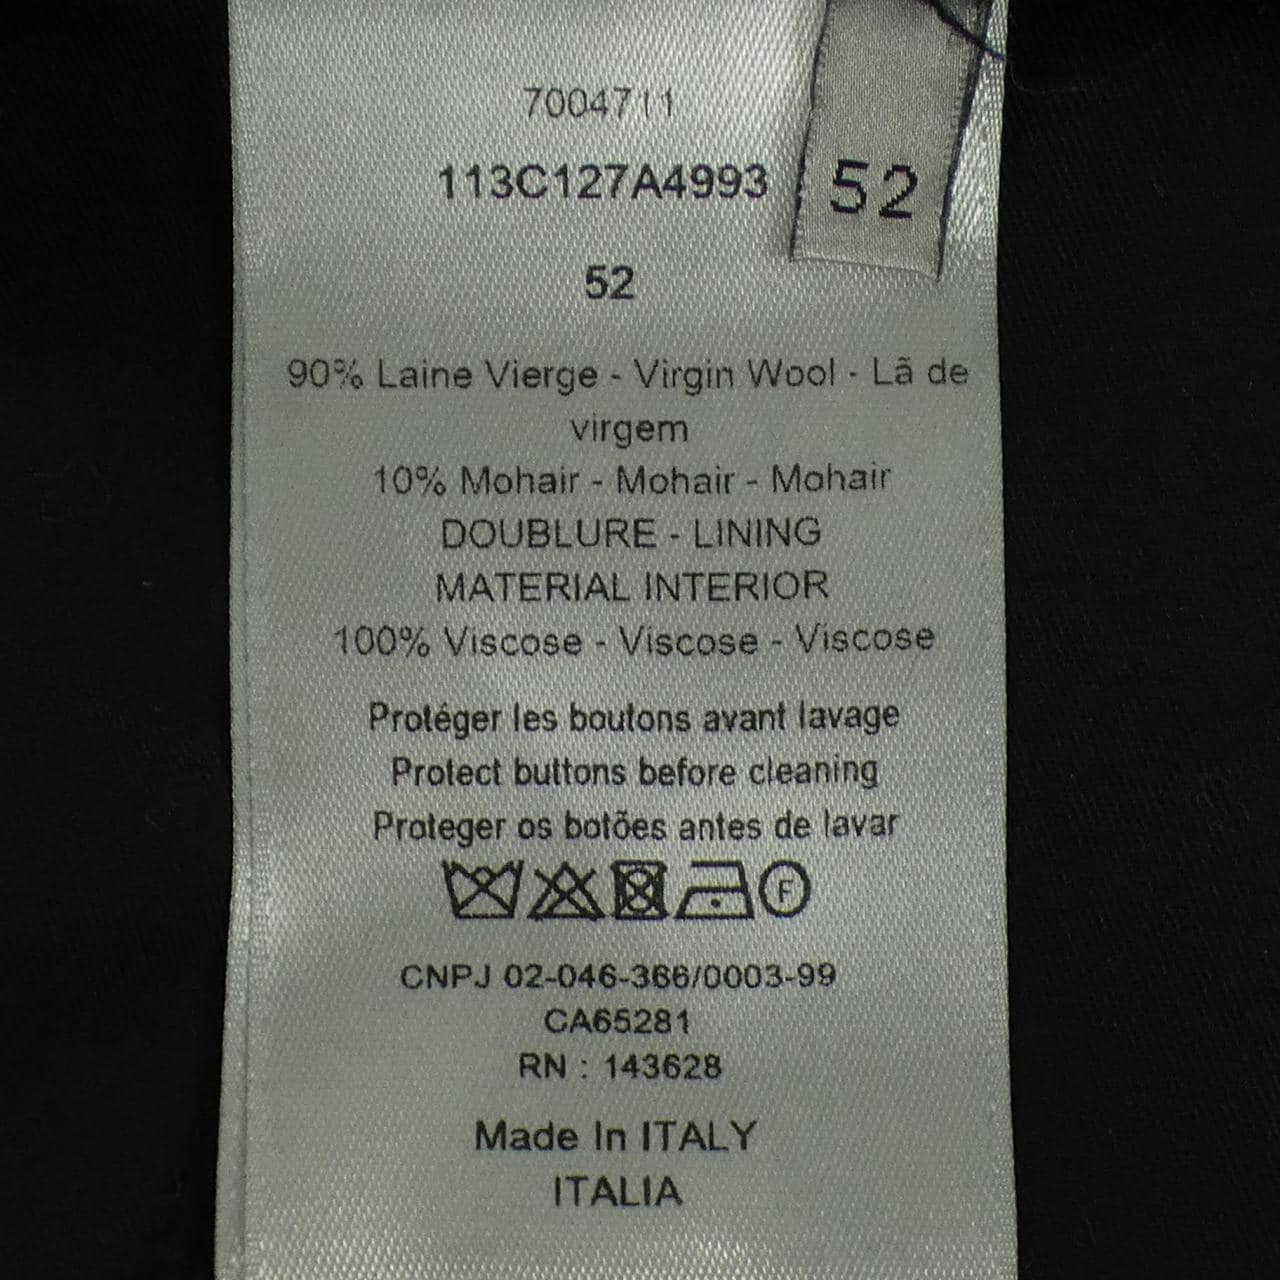 7004711
113C127A4993
52
52
90% Laine Vierge - Virgin Wool - Lã de
virgem
10% Mohair - Mohair - Mohair
DOUBLURE - LINING
MATERIAL INTERIOR
100% Viscose - Viscose - Viscose
Protéger les boutons avant lavage
Protect buttons before cleaning
Proteger os botões antes de lavar
F
CNPJ 02-046-366/0003-99
CA65281
RN : 143628
Made In ITALY
ITALIA